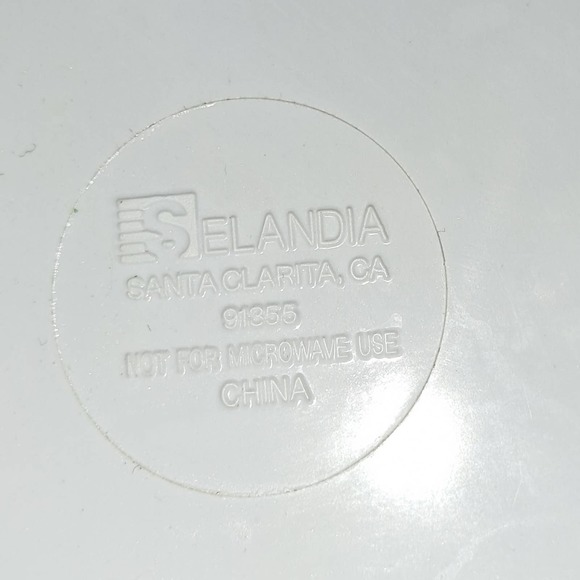 SELANDIA
SANTA CLARITA, CA
91355
NOT FOR MICROWAVE USE
CHINA